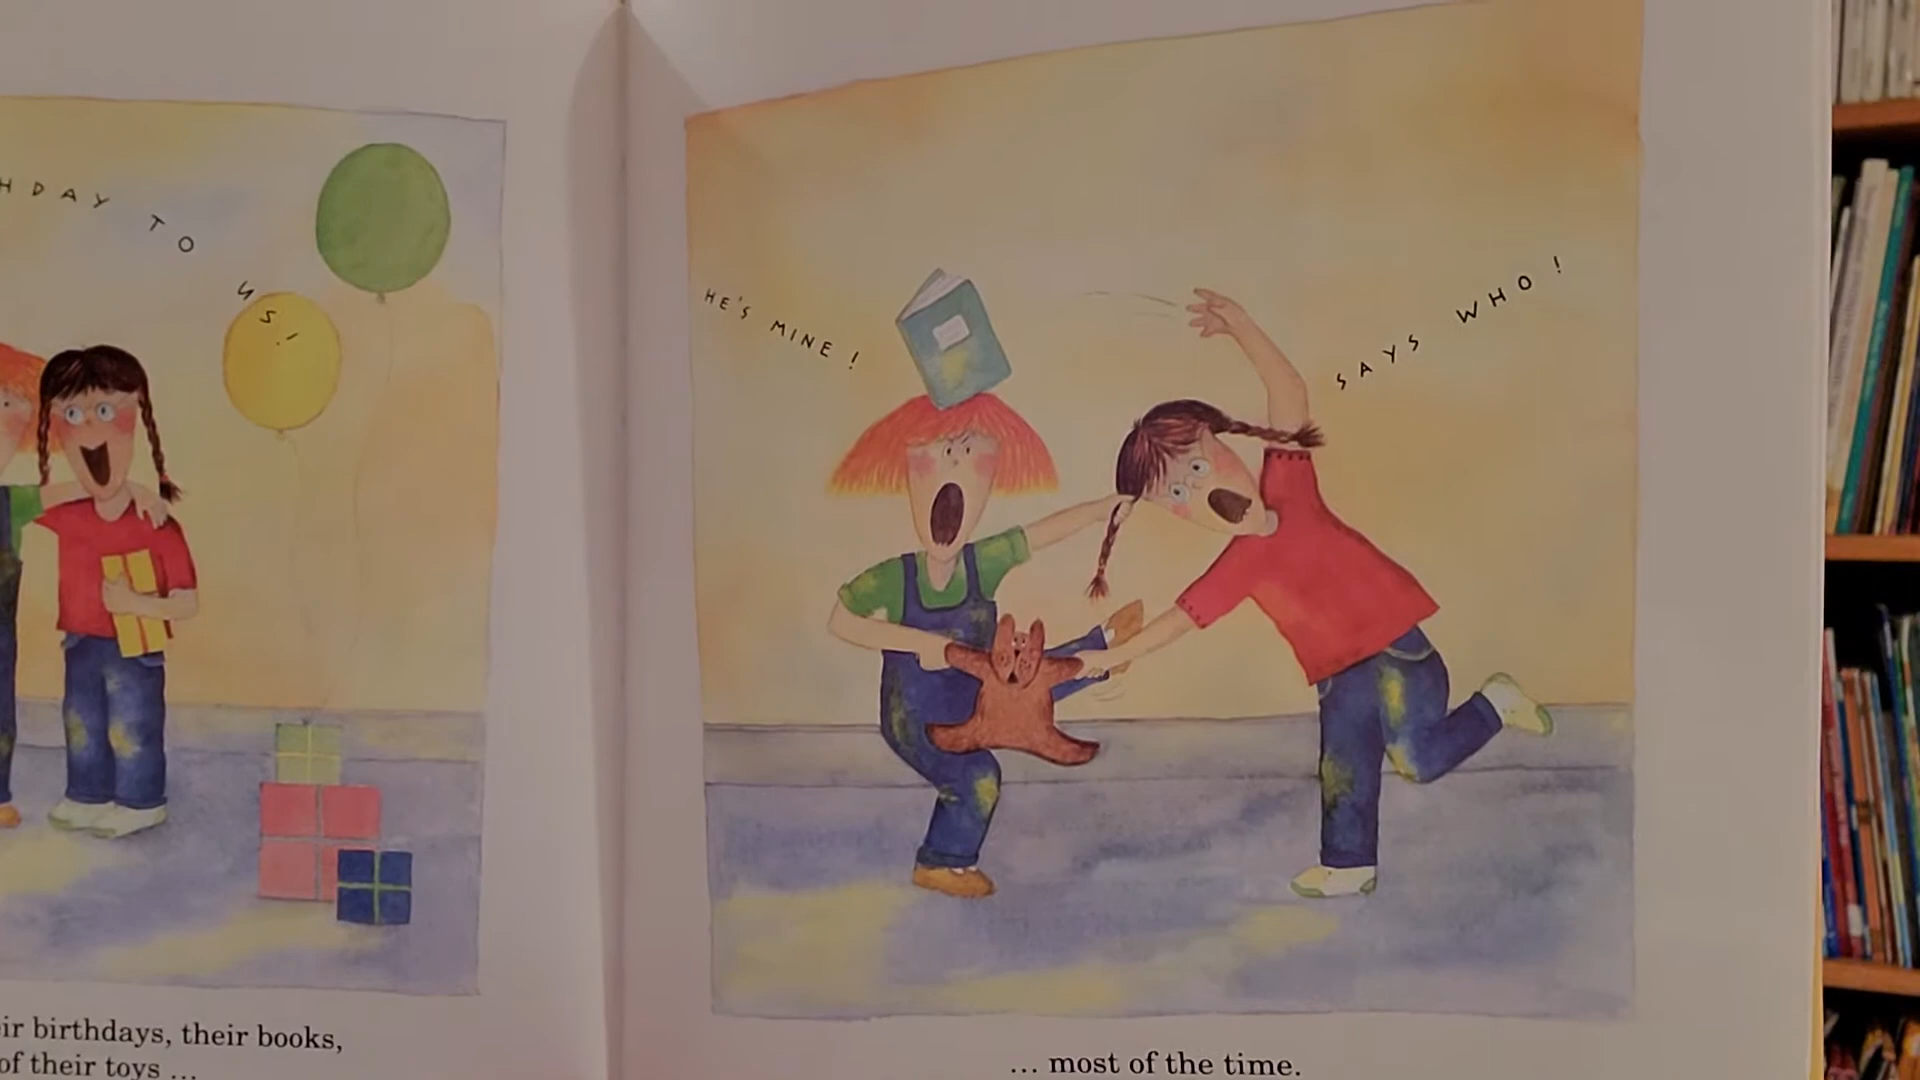 HDAY TO US!
ir birthdays, their books,
of their toys ...
HE'S MINE!
SAYS WHO!
... most of the time.